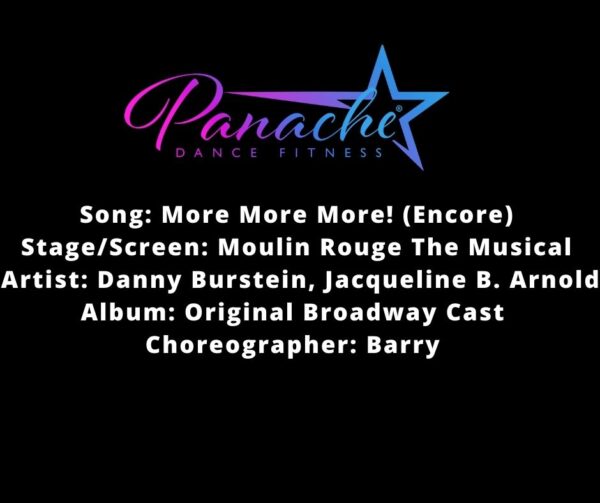 Panache®
DANCE FITNESS
Song: More More More! (Encore)
Stage/Screen: Moulin Rouge The Musical
Artist: Danny Burstein, Jacqueline B. Arnold
Album: Original Broadway Cast
Choreographer: Barry